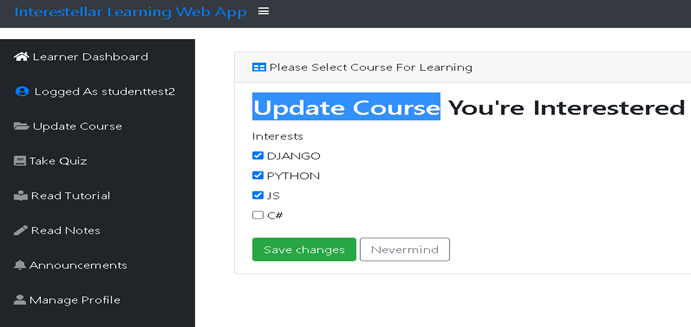 Interestellar Learning Web App
Learner Dashboard
Logged As studenttest2
Update Course
Take Quiz
Read Tutorial
Read Notes
Announcements
Manage Profile
Please Select Course For Learning
Update Course You're Interestered
Interests
DJANGO
PYTHON
JS
C#
Save changes Nevermind